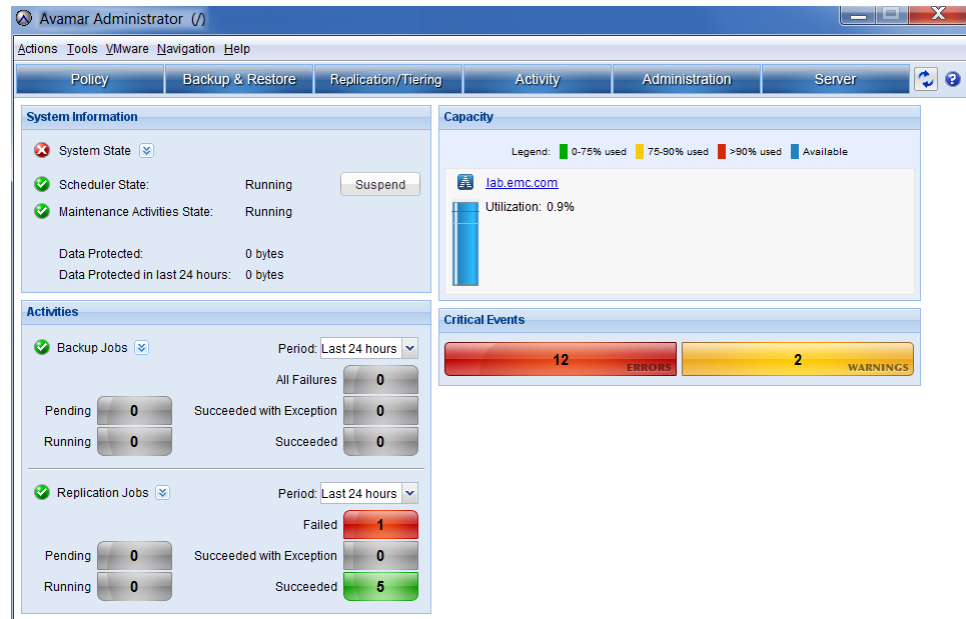 Avamar Administrator (/)
Actions Tools VMware Navigation Help
Policy Backup & Restore Replication/Tiering Activity Administration Server
System Information
System State
Scheduler State: Running Suspend
Maintenance Activities State: Running
Data Protected: 0 bytes
Data Protected in last 24 hours: 0 bytes
Capacity
Legend: 0-75% used 75-90% used >90% used Available
lab.emc.com
Utilization: 0.9%
Activities
Backup Jobs Period: Last 24 hours
All Failures 0
Pending 0 Succeeded with Exception 0
Running 0 Succeeded 0
Replication Jobs Period: Last 24 hours
Failed 1
Pending 0 Succeeded with Exception 0
Running 0 Succeeded 5
Critical Events
12 ERRORS 2 WARNINGS